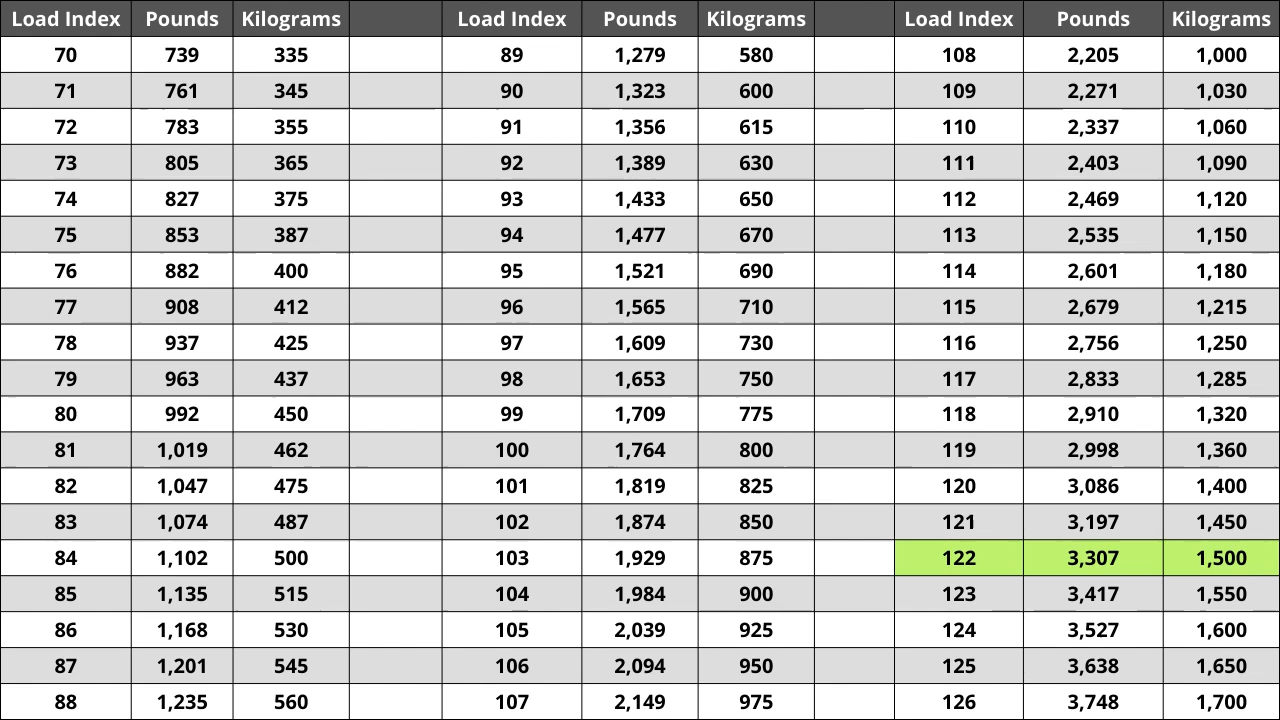 Load Index Pounds Kilograms Load Index Pounds Kilograms Load Index Pounds Kilograms
70 739 335 89 1,279 580 108 2,205 1,000
71 761 345 90 1,323 600 109 2,271 1,030
72 783 355 91 1,356 615 110 2,337 1,060
73 805 365 92 1,389 630 111 2,403 1,090
74 827 375 93 1,433 650 112 2,469 1,120
75 853 387 94 1,477 670 113 2,535 1,150
76 882 400 95 1,521 690 114 2,601 1,180
77 908 412 96 1,565 710 115 2,679 1,215
78 937 425 97 1,609 730 116 2,756 1,250
79 963 437 98 1,653 750 117 2,833 1,285
80 992 450 99 1,709 775 118 2,910 1,320
81 1,019 462 100 1,764 800 119 2,998 1,360
82 1,047 475 101 1,819 825 120 3,086 1,400
83 1,074 487 102 1,874 850 121 3,197 1,450
84 1,102 500 103 1,929 875 122 3,307 1,500
85 1,135 515 104 1,984 900 123 3,417 1,550
86 1,168 530 105 2,039 925 124 3,527 1,600
87 1,201 545 106 2,094 950 125 3,638 1,650
88 1,235 560 107 2,149 975 126 3,748 1,700